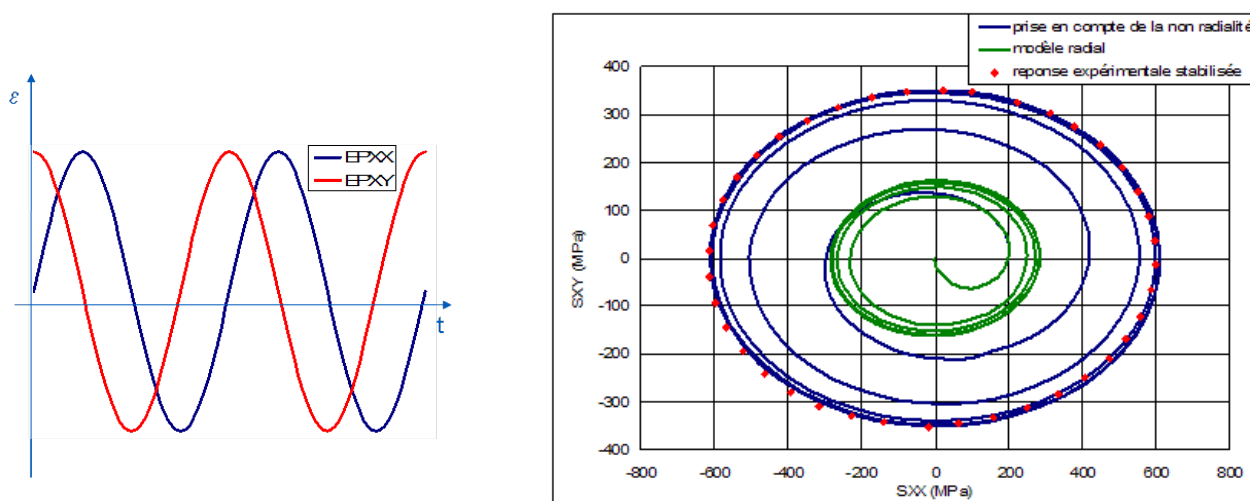 ε
EPXX
EPXY
t
prise en compte de la non radialité
modèle radial
reponse expérimentale stabilisée
400
300
200
100
0
-100
-200
-300
-400
SXY (MPa)
-800 -600 -400 -200 0 200 400 600 800
SXX (MPa)